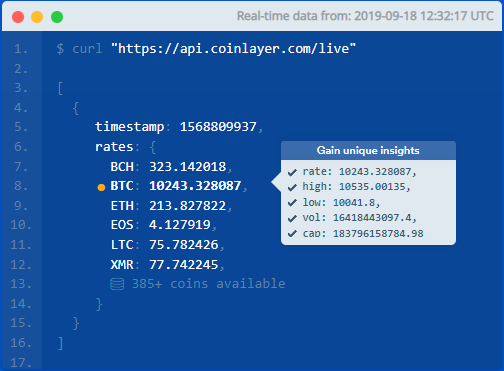 Real-time data from: 2019-09-18 12:32:17 UTC
1. $ curl "https://api.coinlayer.com/live"
2.
3. [
4. {
5. timestamp: 1568809937,
6. rates: {
7. BCH: 323.142018,
8. BTC: 10243.328087,
9. ETH: 213.827822,
10. EOS: 4.127919,
11. LTC: 75.782426,
12. XMR: 77.742245,
13. 385+ coins available
14. }
15. }
16. ]
17.
Gain unique insights
✔ rate: 10243.328087,
✔ high: 10535.00135,
✔ low: 10041.8,
✔ vol: 16418443097.4,
✔ cap: 183796158784.98